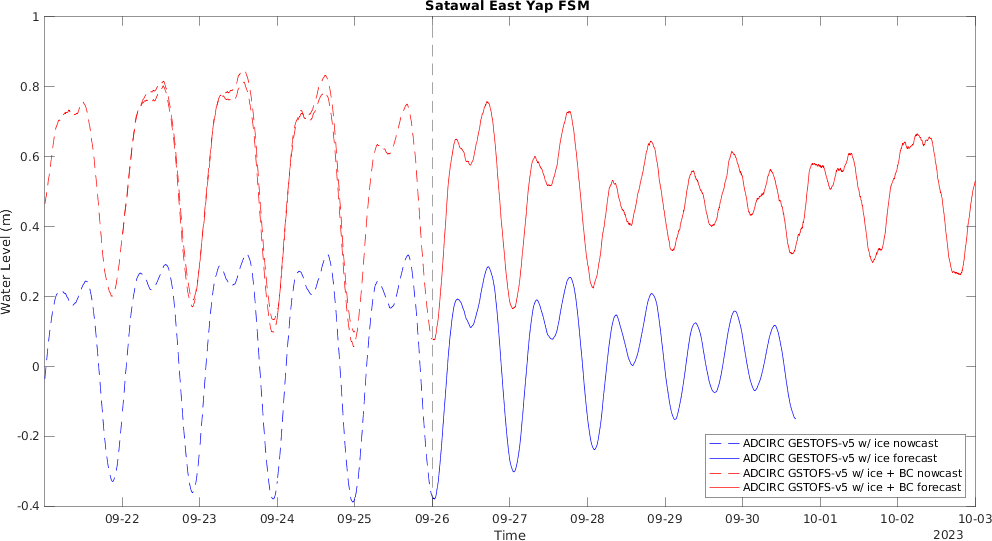 Satawal East Yap FSM
1
0.8
0.6
0.4
0.2
0
-0.2
-0.4
Water Level (m)
ADCIRC GESTOFS-v5 w/ ice nowcast
ADCIRC GESTOFS-v5 w/ ice forecast
ADCIRC GSTOFS-v5 w/ ice + BC nowcast
ADCIRC GSTOFS-v5 w/ ice + BC forecast
09-22 09-23 09-24 09-25 09-26 09-27 09-28 09-29 09-30 10-01 10-02 10-03
Time
2023